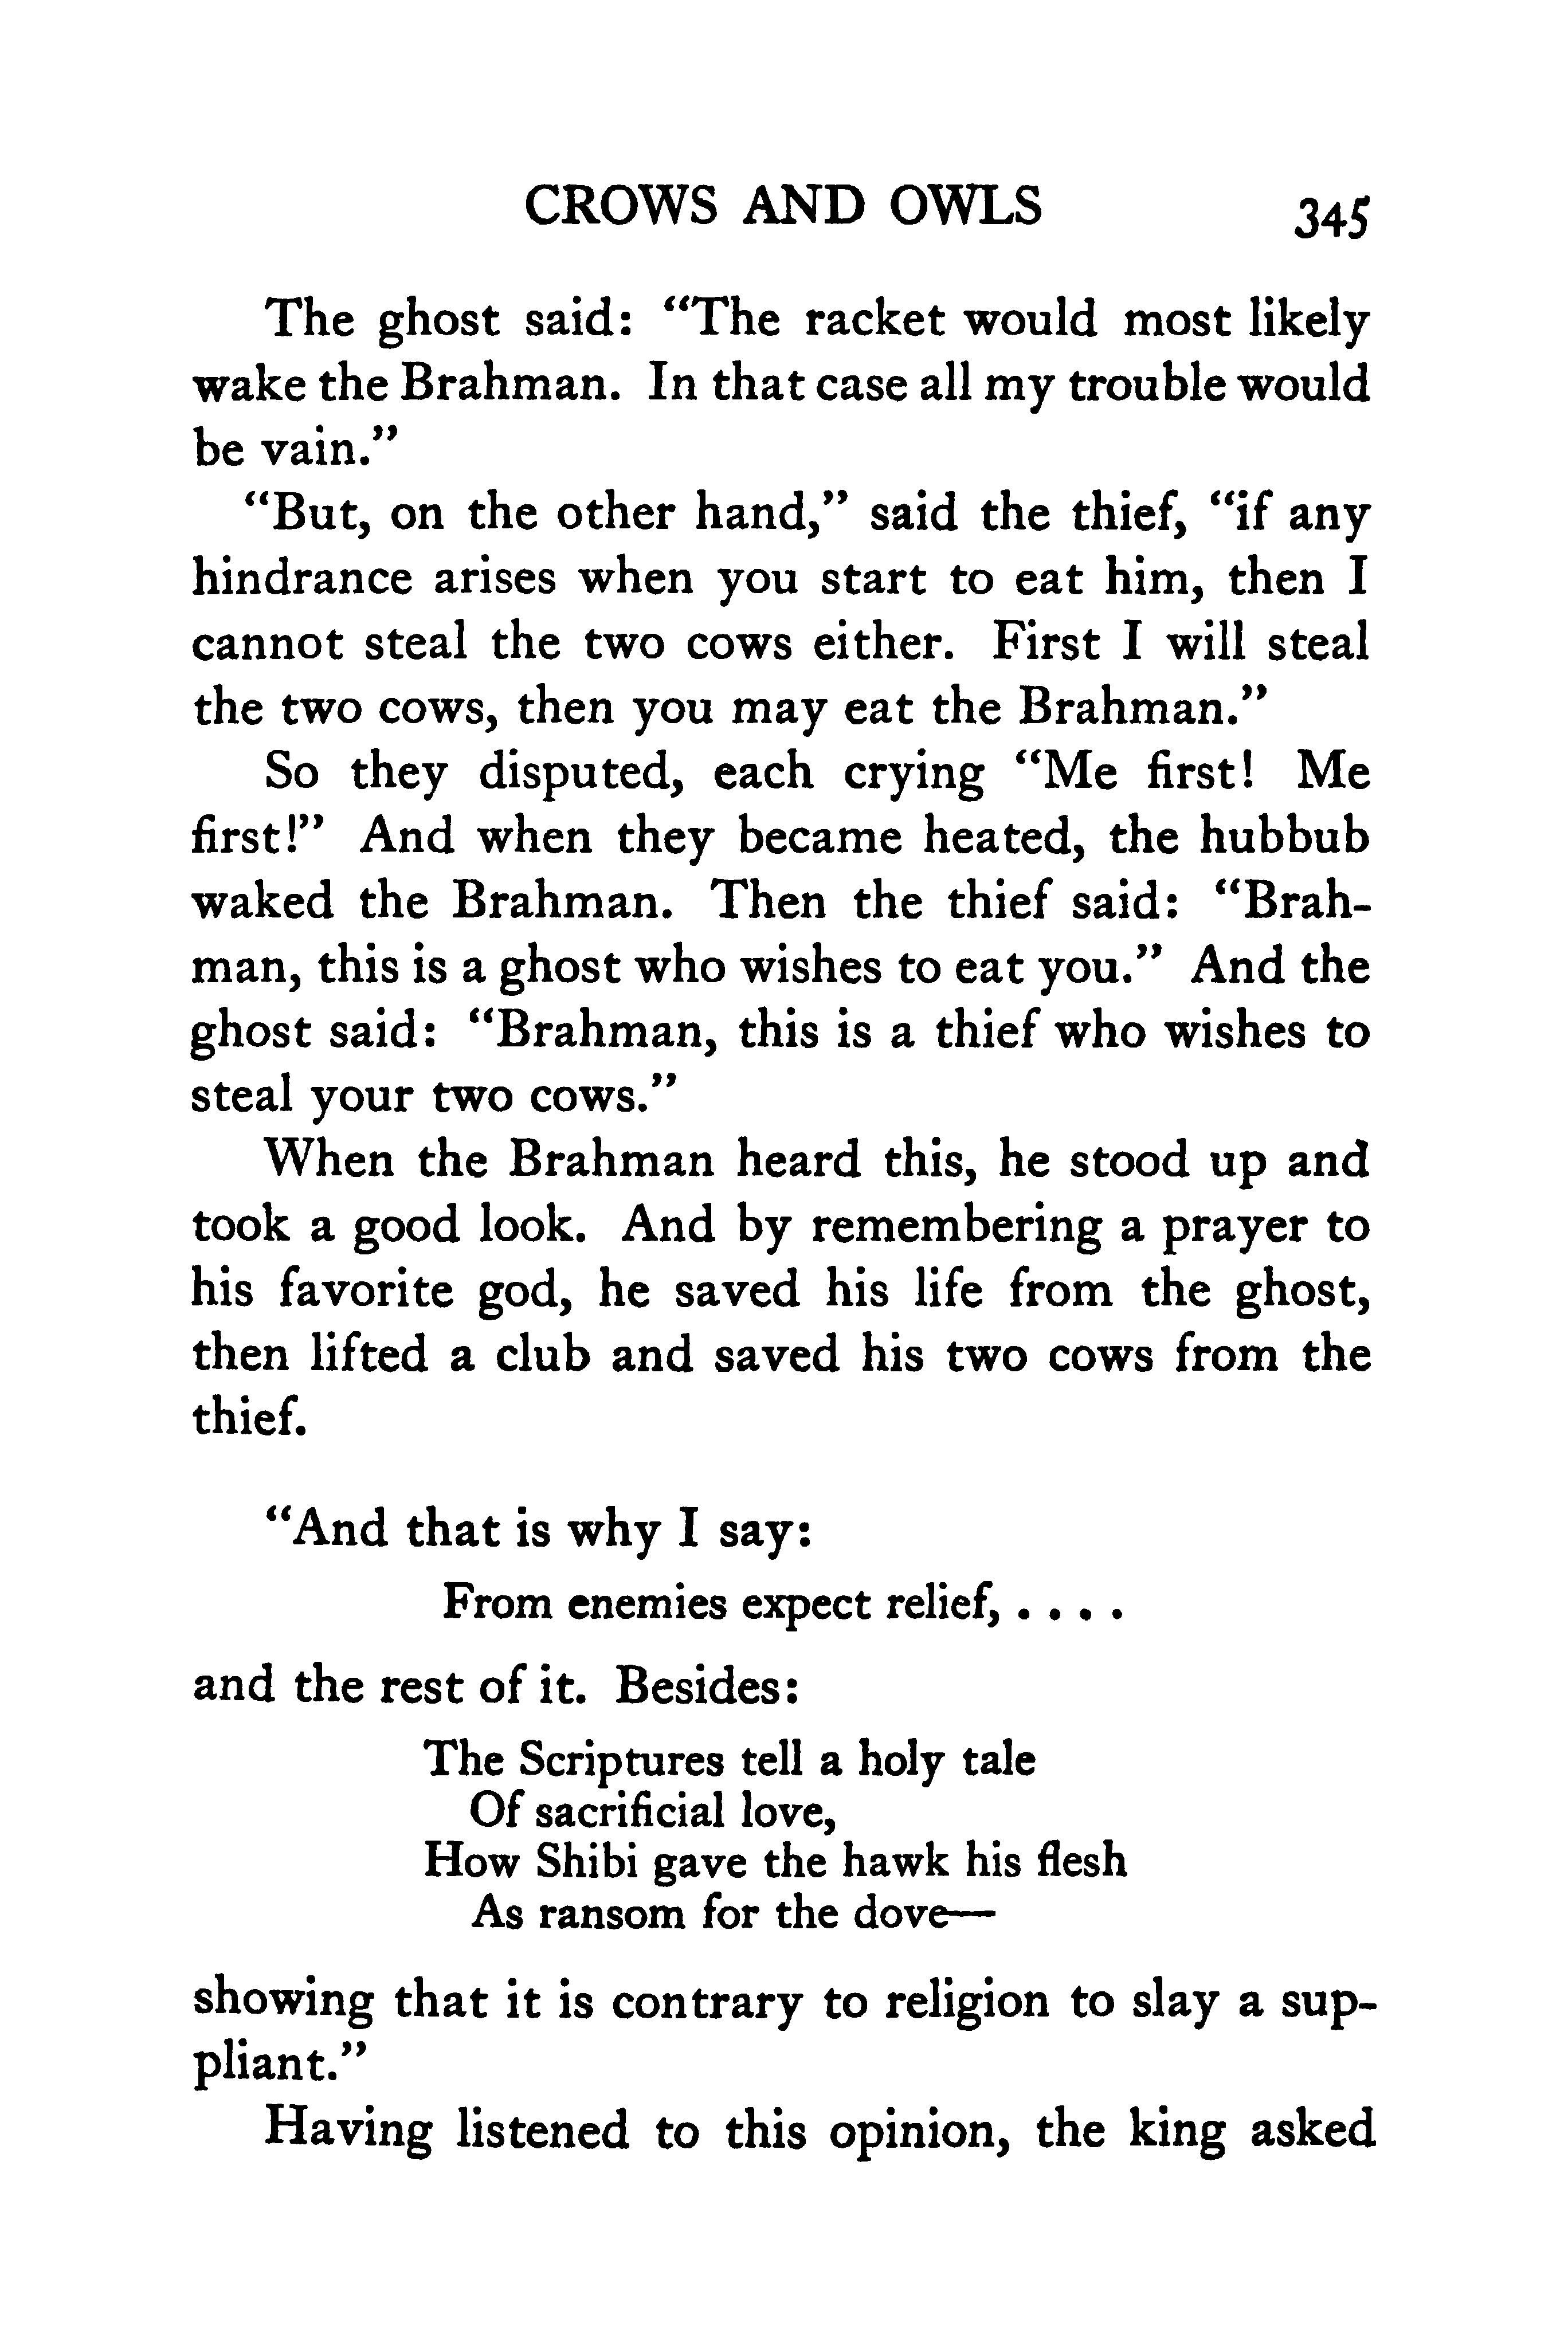 CROWS AND OWLS 345
The ghost said: “The racket would most likely
wake the Brahman. In that case all my trouble would
be vain.”
“But, on the other hand,” said the thief, “if any
hindrance arises when you start to eat him, then I
cannot steal the two cows either. First I will steal
the two cows, then you may eat the Brahman.”
So they disputed, each crying “Me first! Me
first!” And when they became heated, the hubbub
waked the Brahman. Then the thief said: “Brah-
man, this is a ghost who wishes to eat you.” And the
ghost said: “Brahman, this is a thief who wishes to
steal your two cows.”
When the Brahman heard this, he stood up and
took a good look. And by remembering a prayer to
his favorite god, he saved his life from the ghost,
then lifted a club and saved his two cows from the
thief.
“And that is why I say:
From enemies expect relief, . . . .
and the rest of it. Besides:
The Scriptures tell a holy tale
Of sacrificial love,
How Shibi gave the hawk his flesh
As ransom for the dove—
showing that it is contrary to religion to slay a sup-
pliant.”
Having listened to this opinion, the king asked